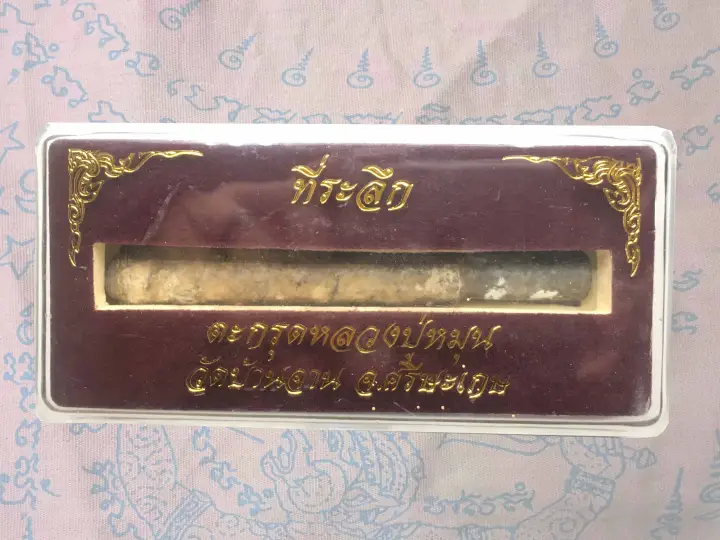 ที่ระลึก
ตะกรุดหลวงปู่หมุน
วัดบ้านจาน จ.ศรีษะเกษ